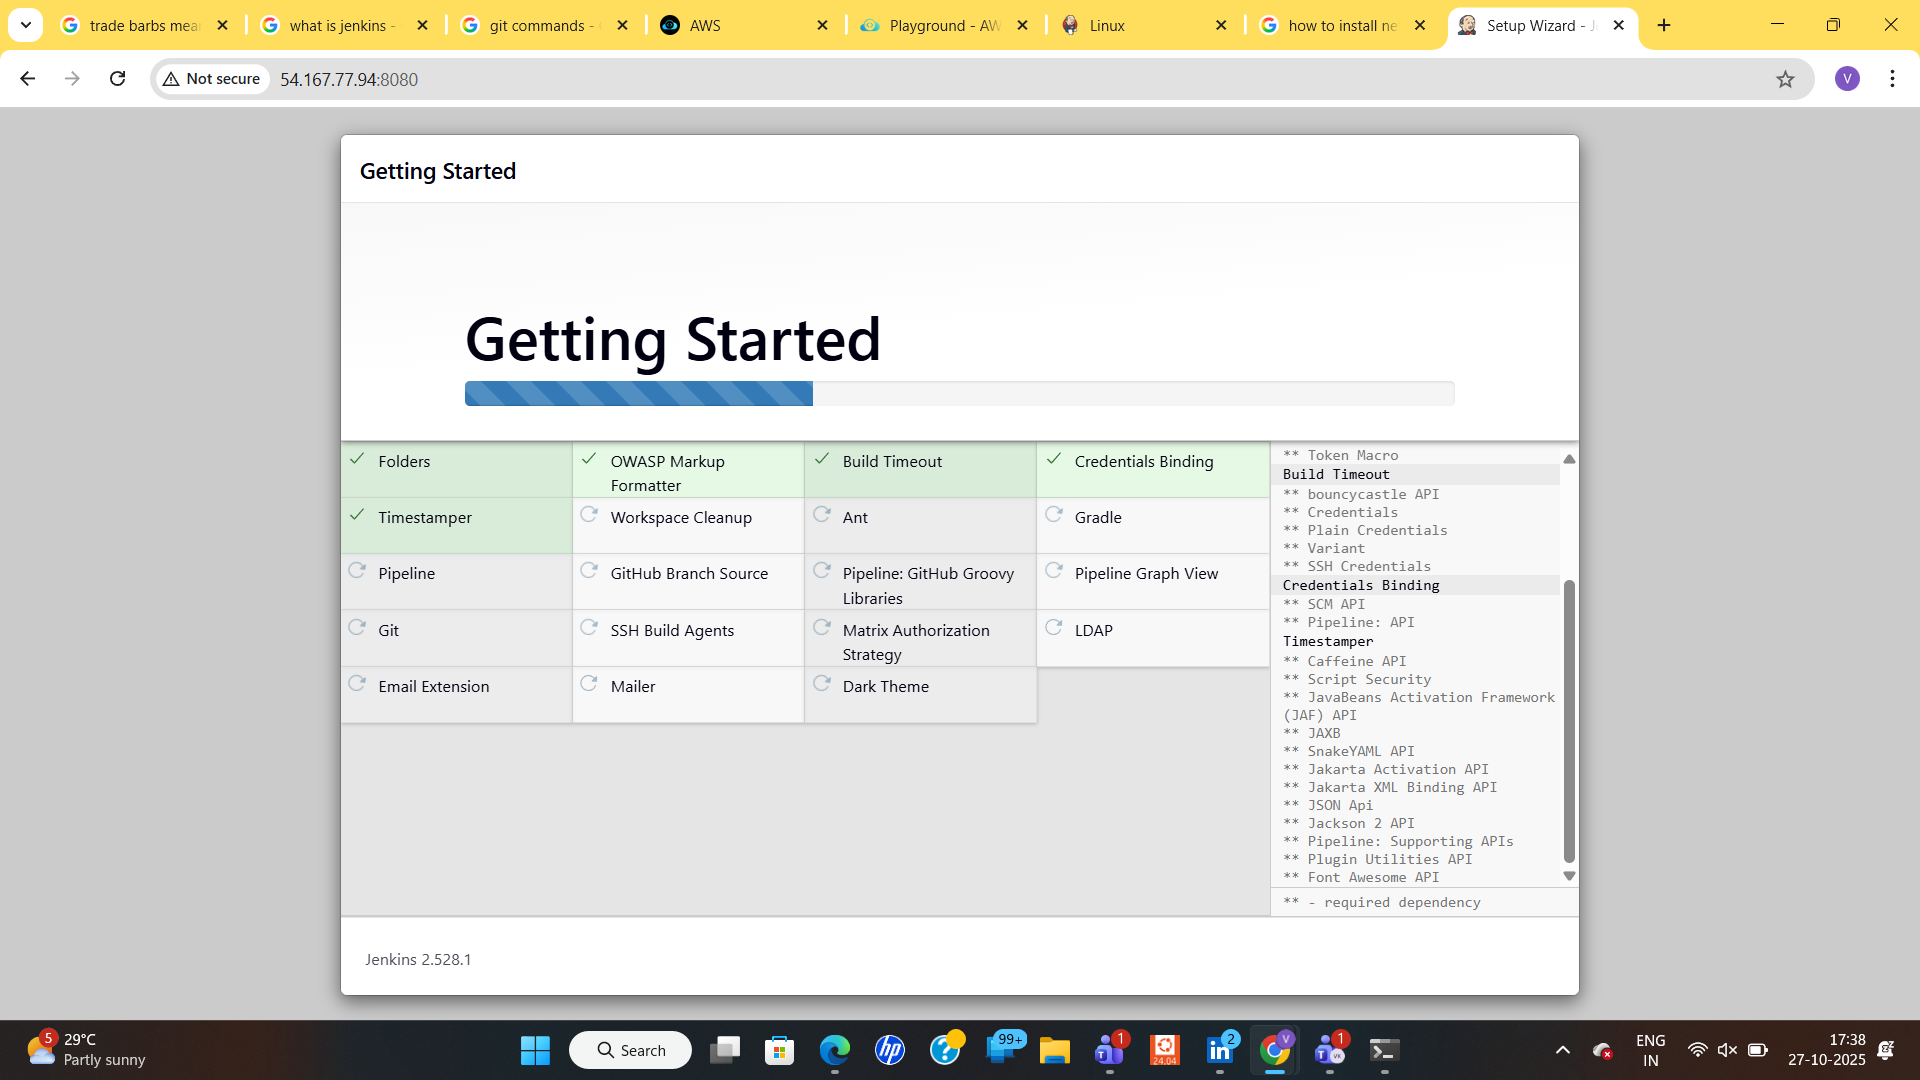 trade barbs mea
what is jenkins -
git commands -
AWS
Playground - AW
Linux
how to install ne
Setup Wizard - J
Not secure
54.167.77.94:8080
V
Getting Started
Getting Started
Folders
OWASP Markup
Formatter
Build Timeout
Credentials Binding
Timestamper
Workspace Cleanup
Ant
Gradle
Pipeline
GitHub Branch Source
Pipeline: GitHub Groovy
Libraries
Pipeline Graph View
Git
SSH Build Agents
Matrix Authorization
Strategy
LDAP
Email Extension
Mailer
Dark Theme
** Token Macro
Build Timeout
** bouncycastle API
** Credentials
** Plain Credentials
** Variant
** SSH Credentials
Credentials Binding
** SCM API
** Pipeline: API
Timestamper
** Caffeine API
** Script Security
** JavaBeans Activation Framework
(JAF) API
** JAXB
** SnakeYAML API
** Jakarta Activation API
** Jakarta XML Binding API
** JSON Api
** Jackson 2 API
** Pipeline: Supporting APIs
** Plugin Utilities API
** Font Awesome API
** - required dependency
Jenkins 2.528.1
5
29°C
Partly sunny
Search
hp
?
99+
T
1
24.04
in
2
V
T
1
VK
ENG
IN
17:38
27-10-2025